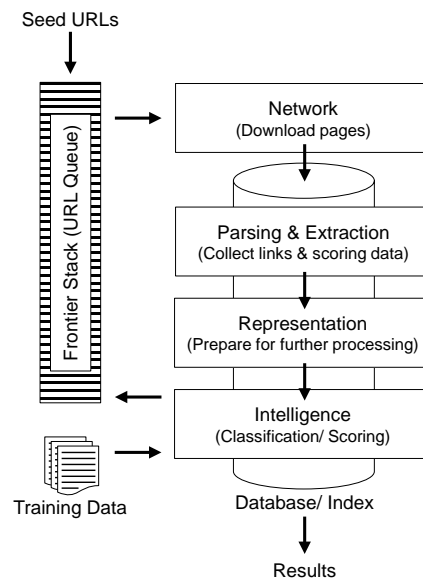 Seed URLs
Frontier Stack (URL Queue)
Network
(Download pages)
Parsing & Extraction
(Collect links & scoring data)
Representation
(Prepare for further processing)
Intelligence
(Classification/ Scoring)
Training Data
Database/ Index
Results